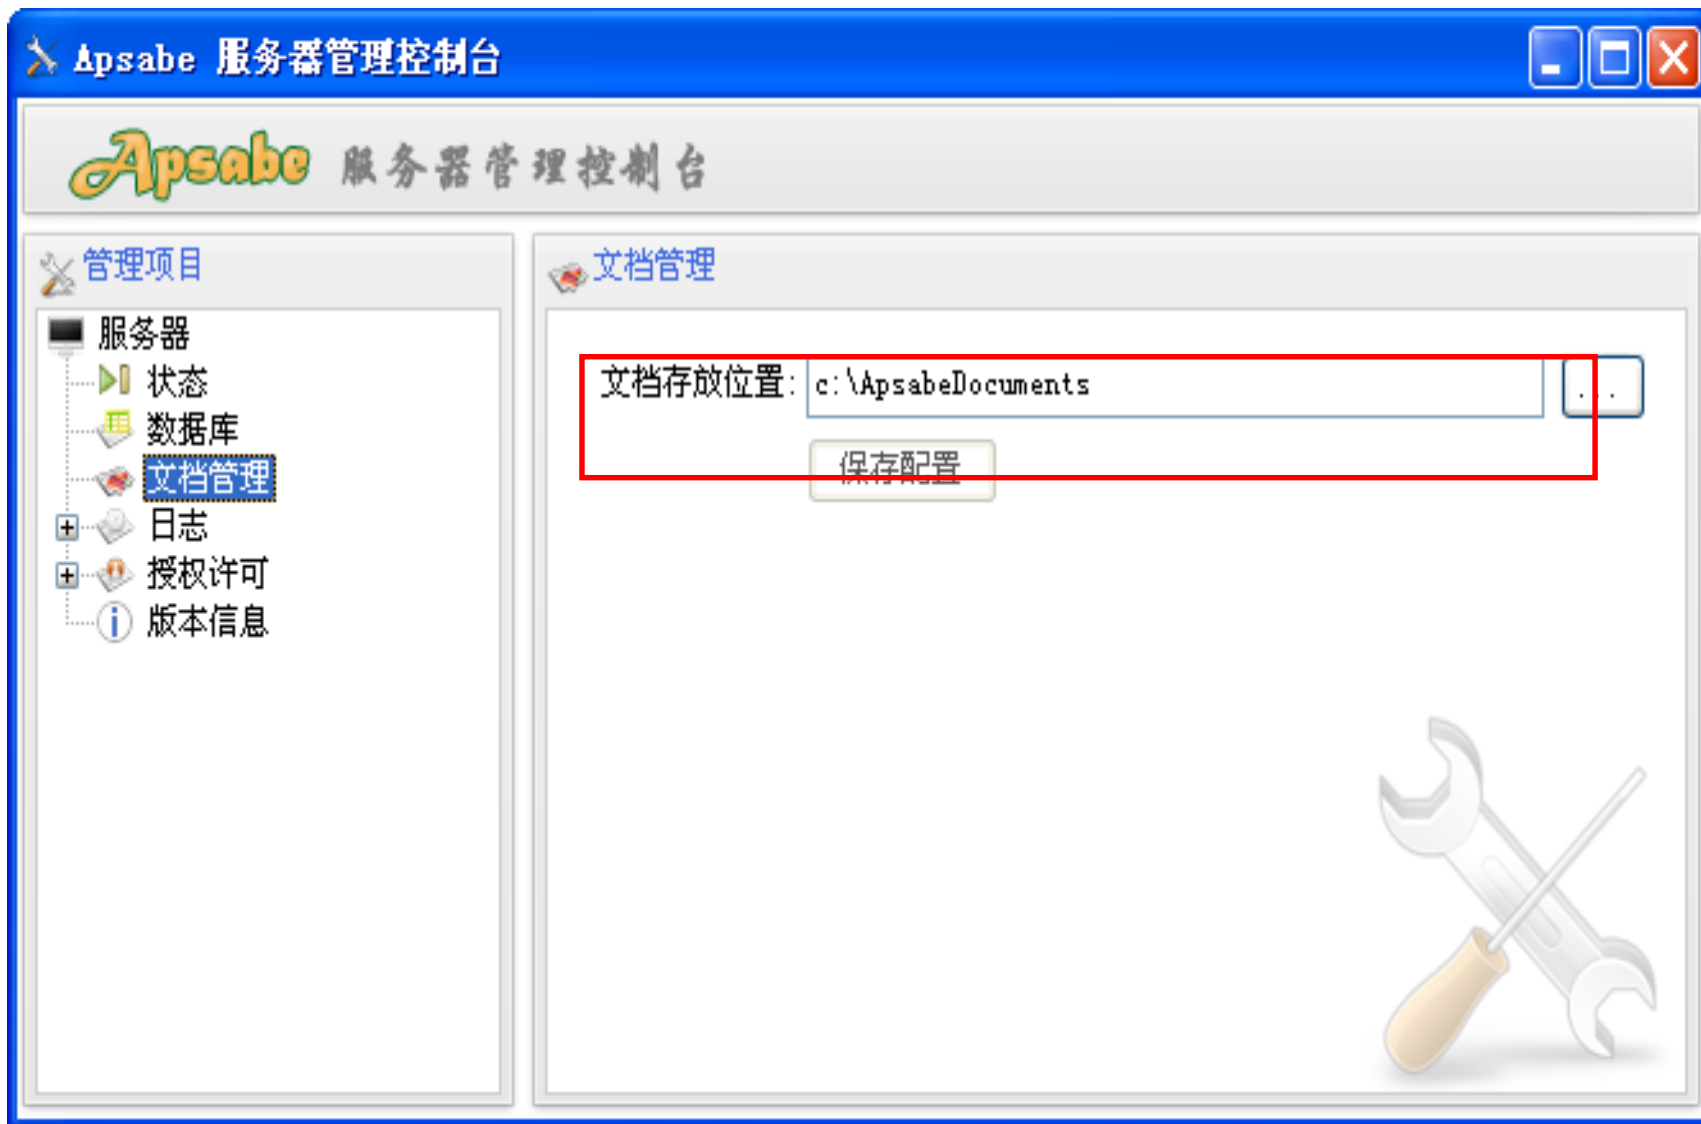 Apsabe 服务器管理控制台
Apsabe 服务器管理控制台
管理项目
服务器
状态
数据库
文档管理
日志
授权许可
版本信息
文档管理
文档存放位置: c:\ApsabeDocuments ...
保存配置